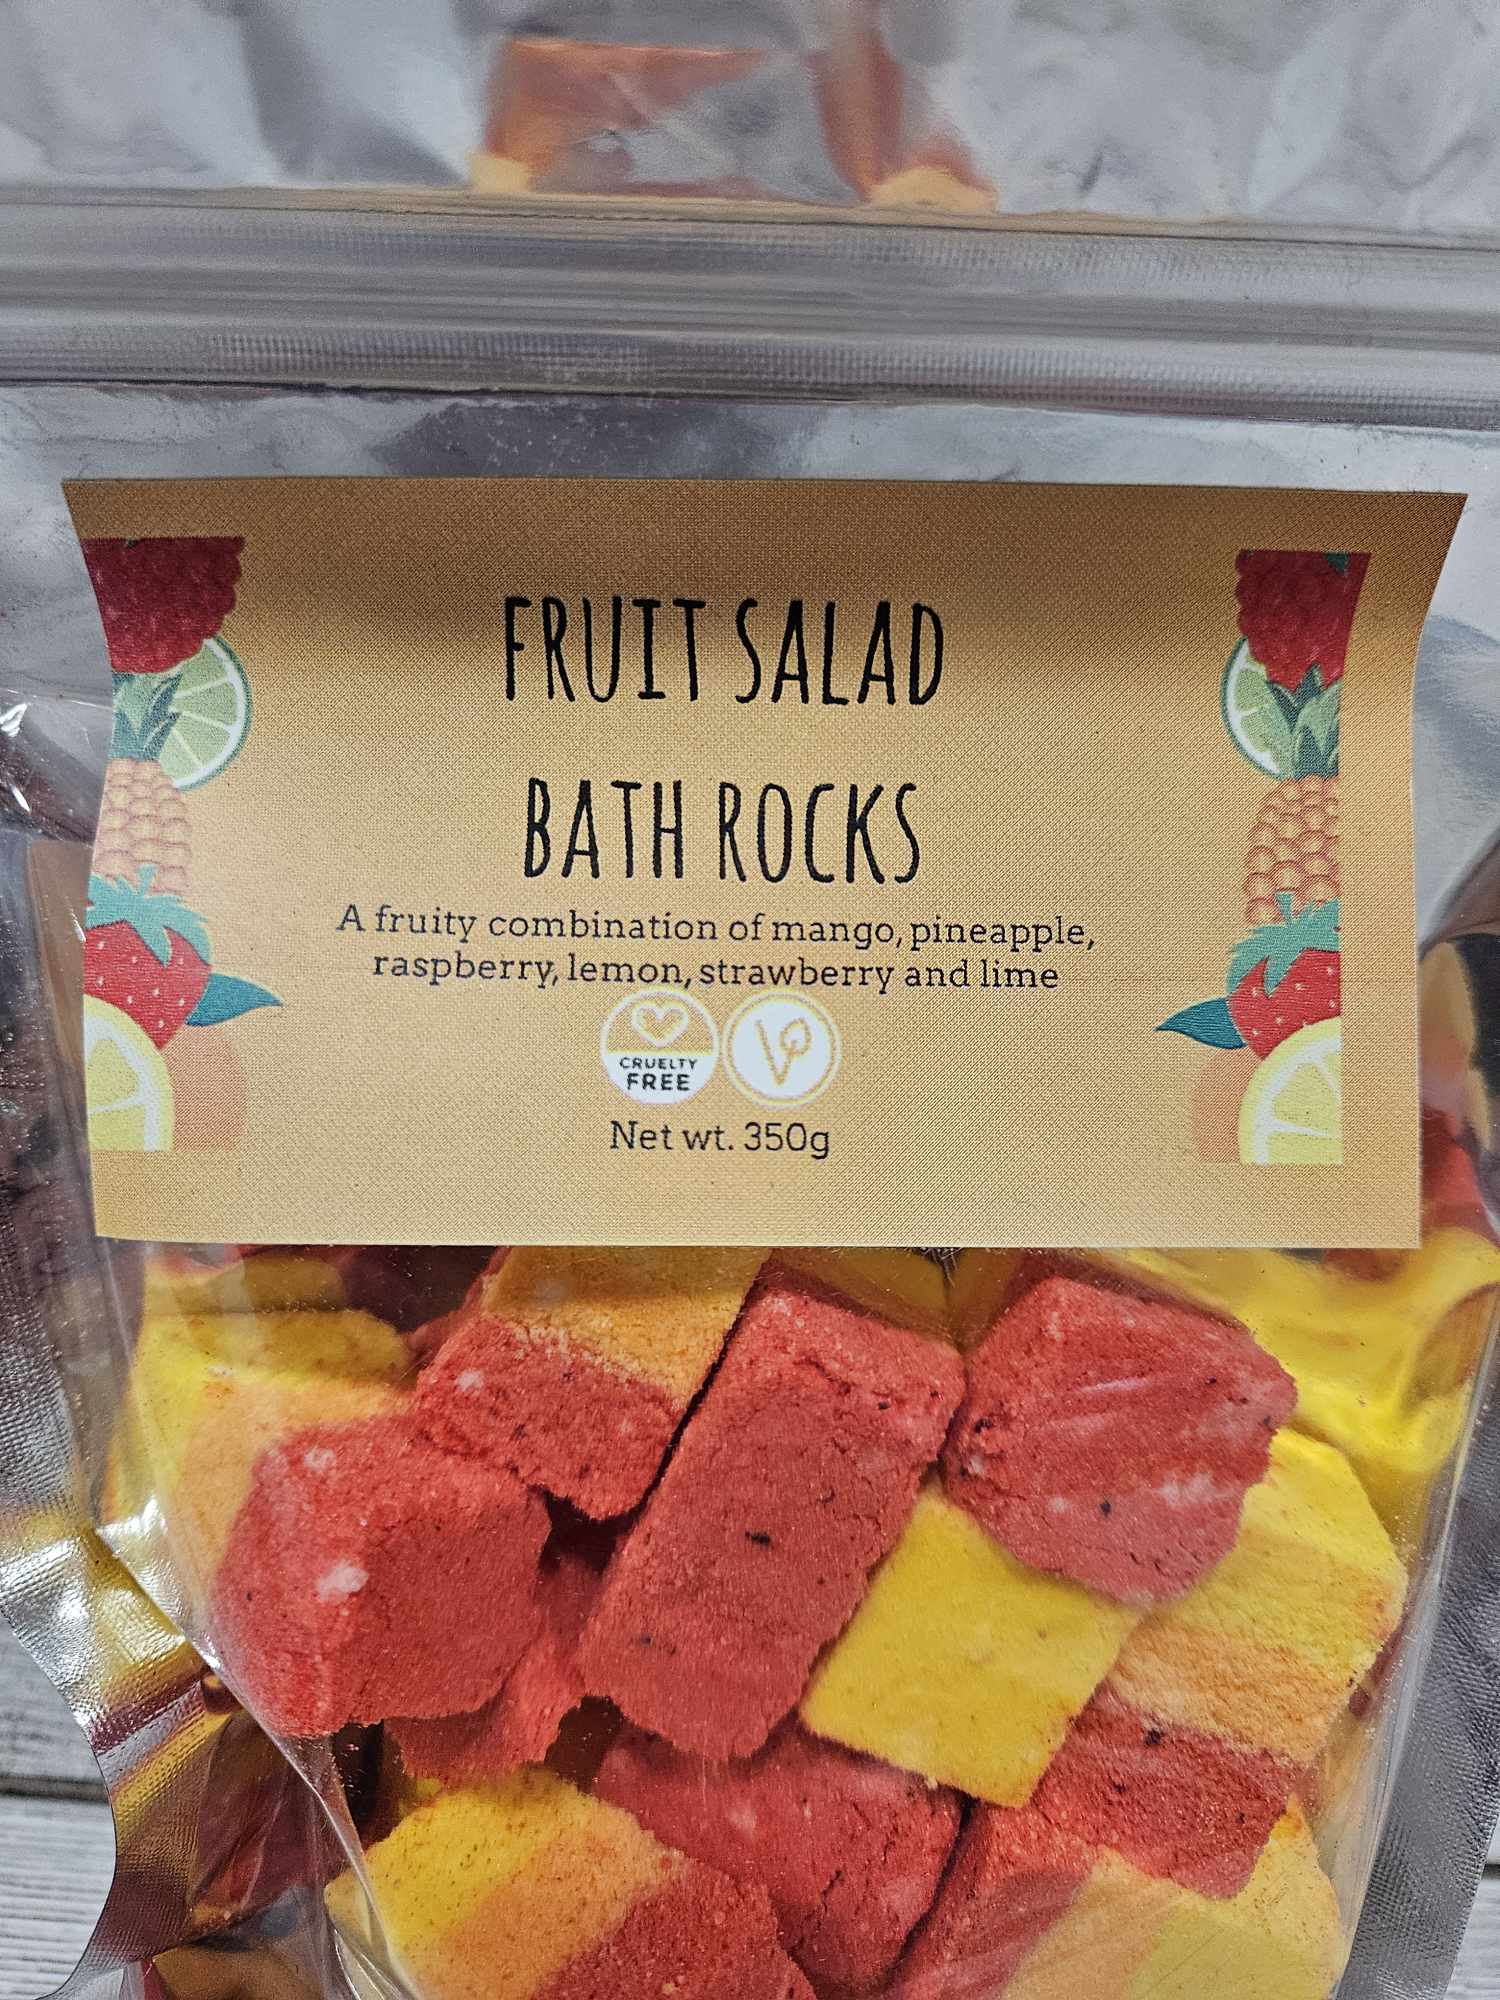 FRUIT SALAD
BATH ROCKS
A fruity combination of mango, pineapple,
raspberry, lemon, strawberry and lime
CRUELTY
FREE
Net wt. 350g